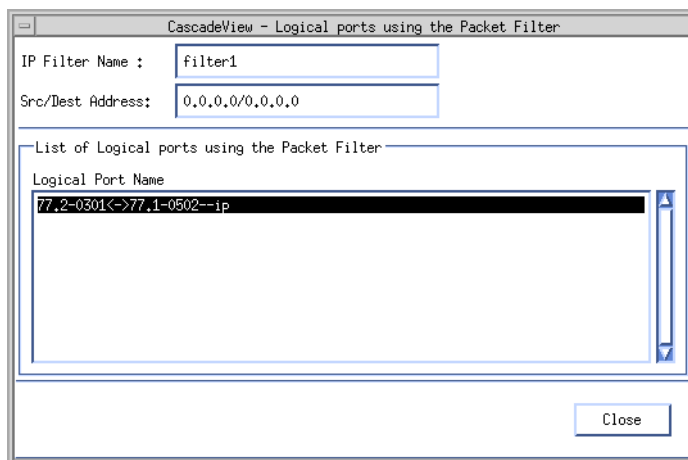 CascadeView - Logical ports using the Packet Filter
IP Filter Name : filter1
Src/Dest Address: 0.0.0.0/0.0.0.0
List of Logical ports using the Packet Filter
Logical Port Name
77.2-0301<->77.1-0502--ip
Close